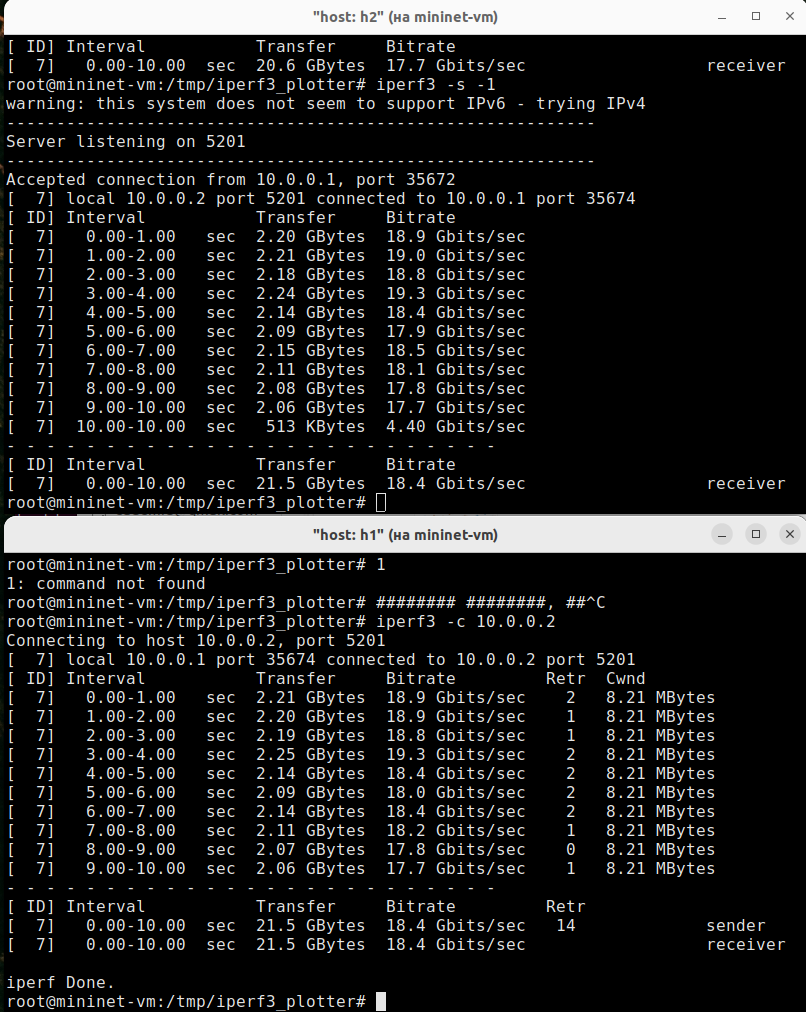 "host: h2" (на mininet-vm)
[ ID] Interval           Transfer     Bitrate
[  7]   0.00-10.00  sec  20.6 GBytes  17.7 Gbits/sec                  receiver
root@mininet-vm:/tmp/iperf3_plotter# iperf3 -s -1
warning: this system does not seem to support IPv6 - trying IPv4
-----------------------------------------------------------
Server listening on 5201
-----------------------------------------------------------
Accepted connection from 10.0.0.1, port 35672
[  7] local 10.0.0.2 port 5201 connected to 10.0.0.1 port 35674
[ ID] Interval           Transfer     Bitrate
[  7]   0.00-1.00   sec  2.20 GBytes  18.9 Gbits/sec
[  7]   1.00-2.00   sec  2.21 GBytes  19.0 Gbits/sec
[  7]   2.00-3.00   sec  2.18 GBytes  18.8 Gbits/sec
[  7]   3.00-4.00   sec  2.24 GBytes  19.3 Gbits/sec
[  7]   4.00-5.00   sec  2.14 GBytes  18.4 Gbits/sec
[  7]   5.00-6.00   sec  2.09 GBytes  17.9 Gbits/sec
[  7]   6.00-7.00   sec  2.15 GBytes  18.5 Gbits/sec
[  7]   7.00-8.00   sec  2.11 GBytes  18.1 Gbits/sec
[  7]   8.00-9.00   sec  2.08 GBytes  17.8 Gbits/sec
[  7]   9.00-10.00  sec  2.06 GBytes  17.7 Gbits/sec
[  7]  10.00-10.00  sec   513 KBytes  4.40 Gbits/sec
- - - - - - - - - - - - - - - - - - - - - - - - -
[ ID] Interval           Transfer     Bitrate
[  7]   0.00-10.00  sec  21.5 GBytes  18.4 Gbits/sec                  receiver
root@mininet-vm:/tmp/iperf3_plotter#
"host: h1" (на mininet-vm)
root@mininet-vm:/tmp/iperf3_plotter# 1
1: command not found
root@mininet-vm:/tmp/iperf3_plotter# ######## ########, ##^C
root@mininet-vm:/tmp/iperf3_plotter# iperf3 -c 10.0.0.2
Connecting to host 10.0.0.2, port 5201
[  7] local 10.0.0.1 port 35674 connected to 10.0.0.2 port 5201
[ ID] Interval           Transfer     Bitrate         Retr  Cwnd
[  7]   0.00-1.00   sec  2.21 GBytes  18.9 Gbits/sec    2   8.21 MBytes
[  7]   1.00-2.00   sec  2.20 GBytes  18.9 Gbits/sec    1   8.21 MBytes
[  7]   2.00-3.00   sec  2.19 GBytes  18.8 Gbits/sec    1   8.21 MBytes
[  7]   3.00-4.00   sec  2.25 GBytes  19.3 Gbits/sec    2   8.21 MBytes
[  7]   4.00-5.00   sec  2.14 GBytes  18.4 Gbits/sec    2   8.21 MBytes
[  7]   5.00-6.00   sec  2.09 GBytes  18.0 Gbits/sec    2   8.21 MBytes
[  7]   6.00-7.00   sec  2.14 GBytes  18.4 Gbits/sec    2   8.21 MBytes
[  7]   7.00-8.00   sec  2.11 GBytes  18.2 Gbits/sec    1   8.21 MBytes
[  7]   8.00-9.00   sec  2.07 GBytes  17.8 Gbits/sec    0   8.21 MBytes
[  7]   9.00-10.00  sec  2.06 GBytes  17.7 Gbits/sec    1   8.21 MBytes
- - - - - - - - - - - - - - - - - - - - - - - - -
[ ID] Interval           Transfer     Bitrate         Retr
[  7]   0.00-10.00  sec  21.5 GBytes  18.4 Gbits/sec   14             sender
[  7]   0.00-10.00  sec  21.5 GBytes  18.4 Gbits/sec                  receiver
iperf Done.
root@mininet-vm:/tmp/iperf3_plotter#